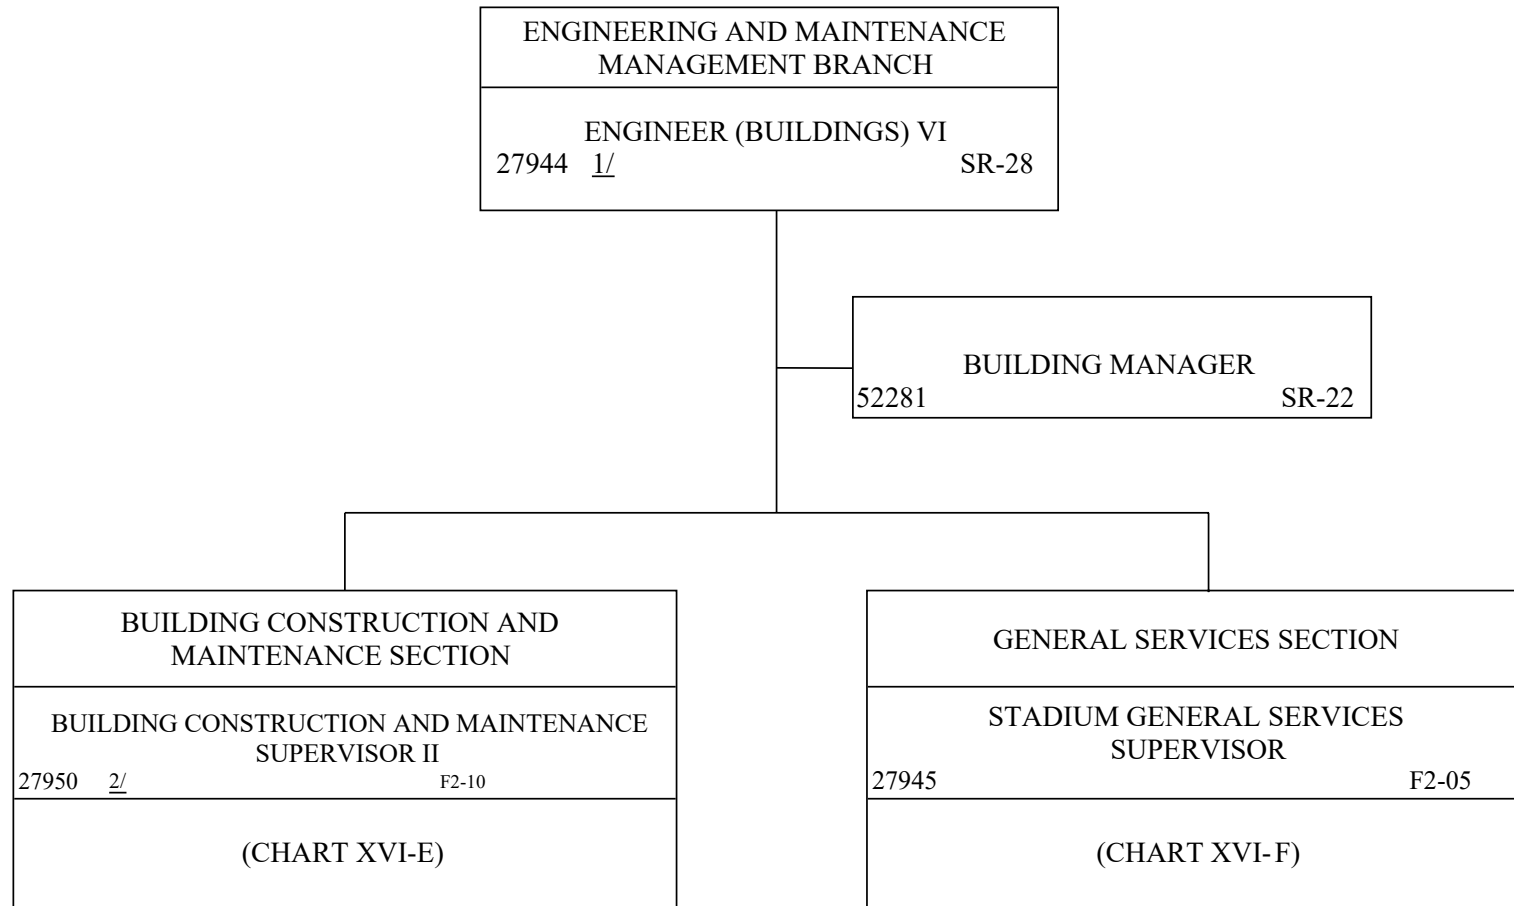 ENGINEERING AND MAINTENANCE
MANAGEMENT BRANCH
ENGINEER (BUILDINGS) VI
27944 1/ SR-28
BUILDING MANAGER
52281 SR-22
BUILDING CONSTRUCTION AND
MAINTENANCE SECTION
BUILDING CONSTRUCTION AND MAINTENANCE
SUPERVISOR II
27950 2/ F2-10
(CHART XVI-E)
GENERAL SERVICES SECTION
STADIUM GENERAL SERVICES
SUPERVISOR
27945 F2-05
(CHART XVI-F)